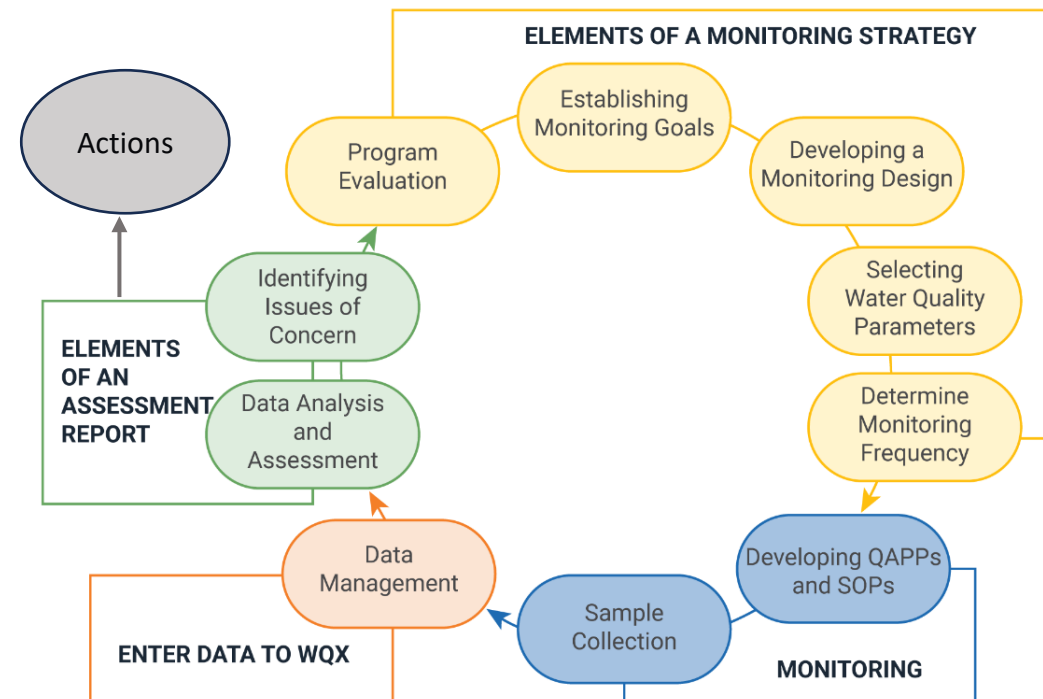 ELEMENTS OF A MONITORING STRATEGY
Establishing
Monitoring Goals
Actions
Program
Evaluation
Developing a
Monitoring Design
Identifying
Issues of
Concern
Selecting
Water Quality
Parameters
ELEMENTS
OF AN
ASSESSMENT
REPORT
Data Analysis
and
Assessment
Determine
Monitoring
Frequency
Data
Management
Developing QAPPs
and SOPs
Sample
Collection
ENTER DATA TO WQX
MONITORING